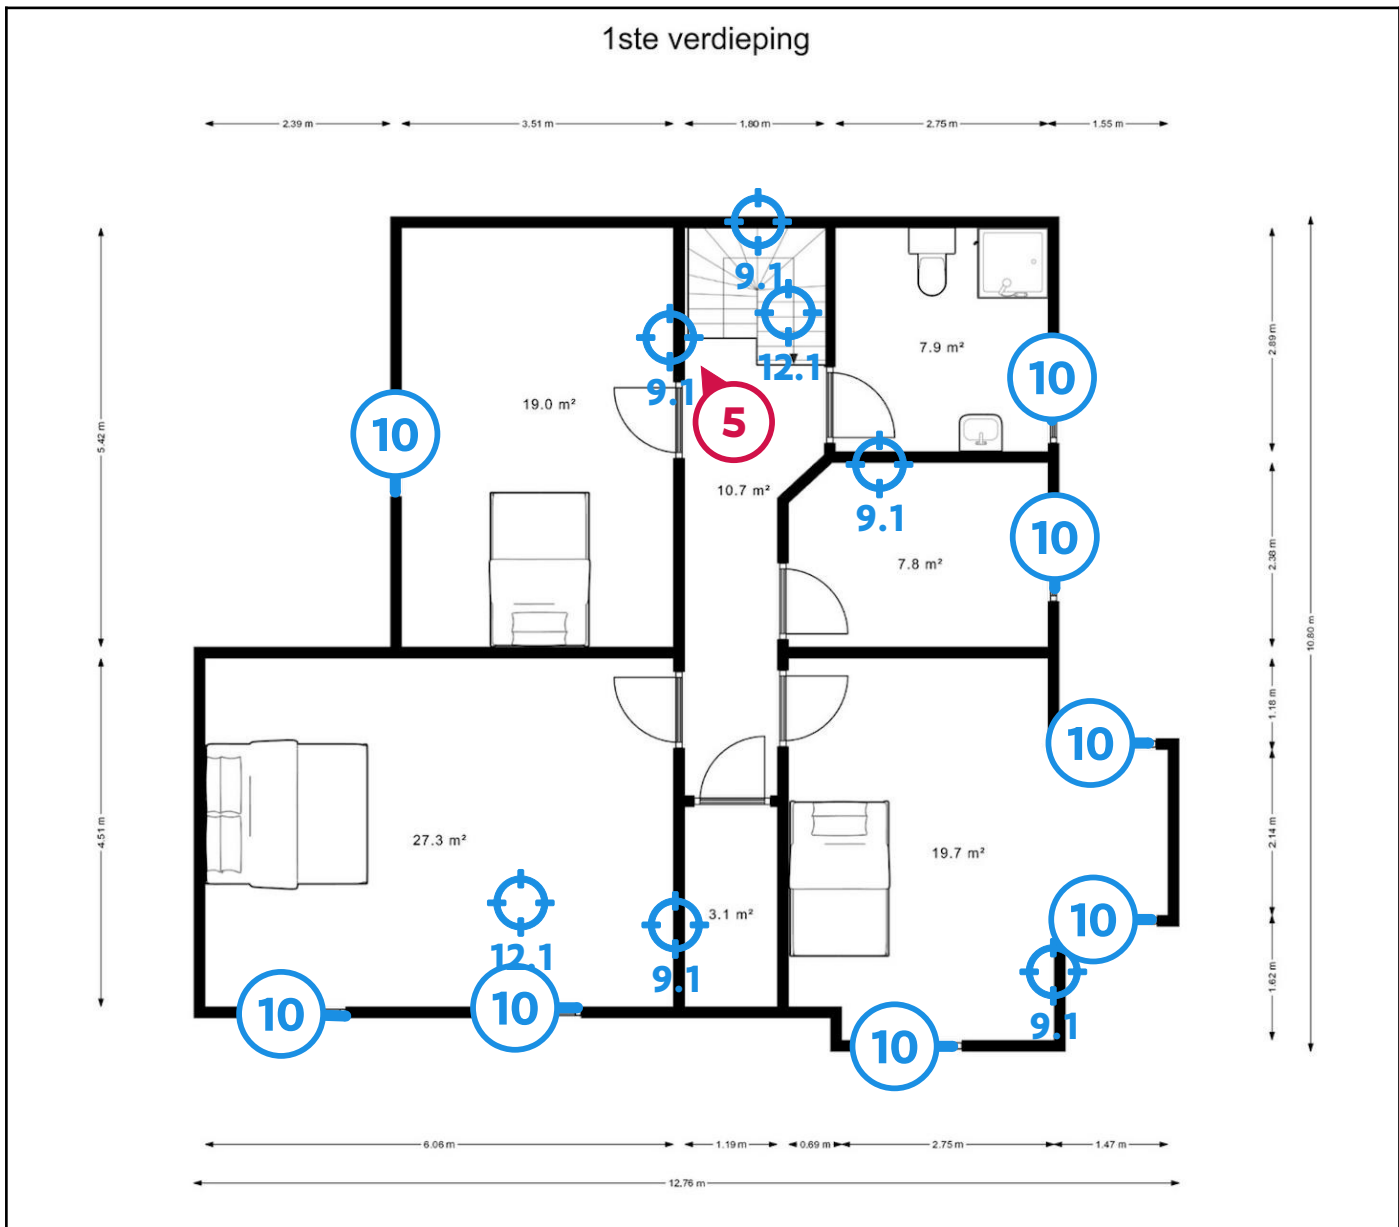 1ste verdieping
2.39 m
3.51 m
1.80 m
2.75 m
1.55 m
9.1
12.1
9.1
5
10
10
7.9 m²
19.0 m²
10.7 m²
9.1
10
7.8 m²
5.42 m
2.89 m
2.38 m
10.80 m
1.18 m
10
27.3 m²
19.7 m²
4.51 m
2.14 m
3.1 m²
10
12.1
9.1
10
10
9.1
10
1.62 m
6.06 m
1.19 m
0.69 m
2.75 m
1.47 m
12.76 m